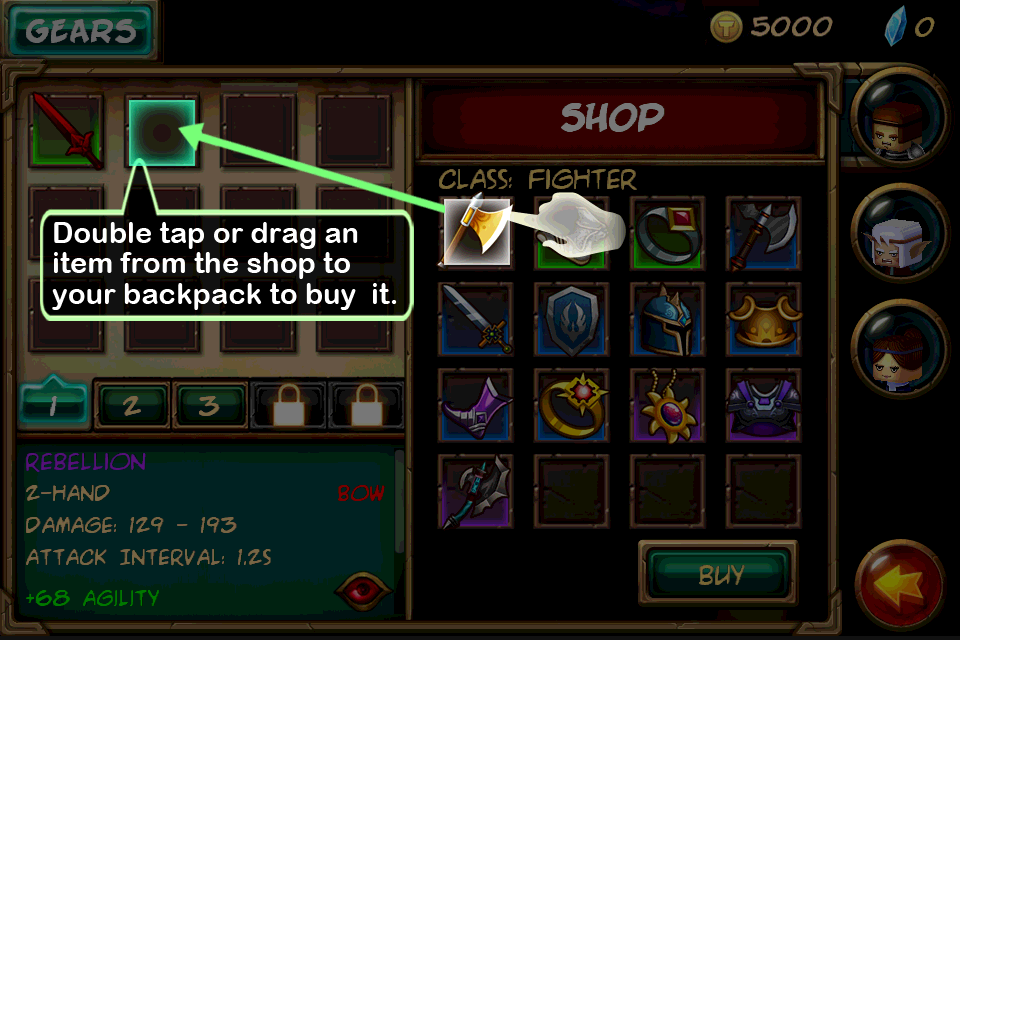 GEARS
5000
0
SHOP
CLASS: FIGHTER
Double tap or drag an
item from the shop to
your backpack to buy it.
1
2
3
REBELLION
2-HAND BOW
DAMAGE: 129 - 193
ATTACK INTERVAL: 1.2S
+68 AGILITY
BUY